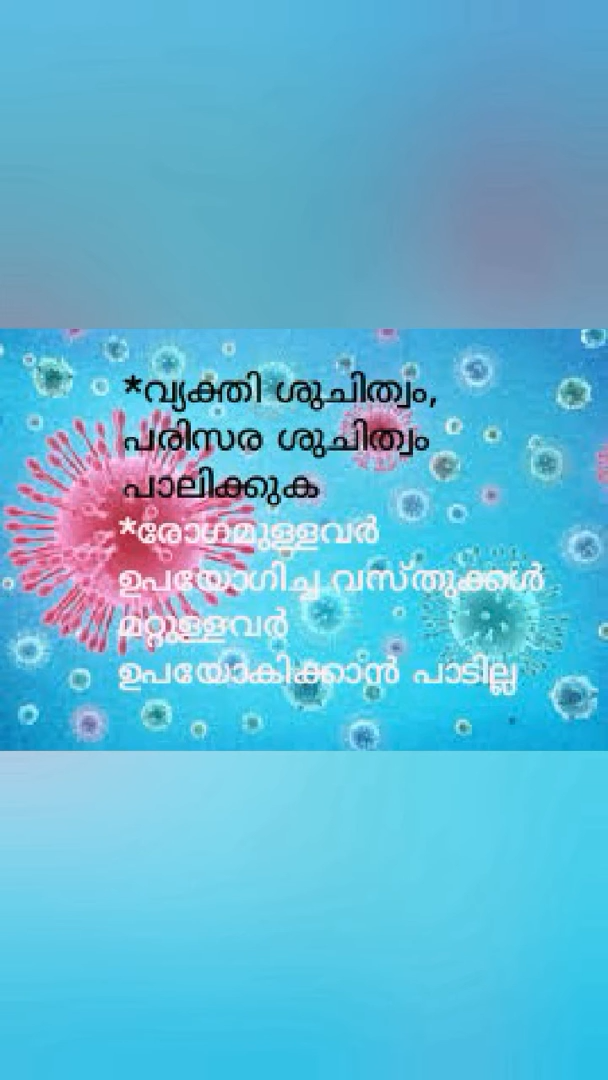 *വ്യക്തി ശുചിത്വം,
പരിസര ശുചിത്വം
പാലിക്കുക
*രോഗമുള്ളവർ
ഉപയോഗിച്ച വസ്തുക്കൾ
മറ്റുള്ളവർ
ഉപയോകിക്കാൻ പാടില്ല